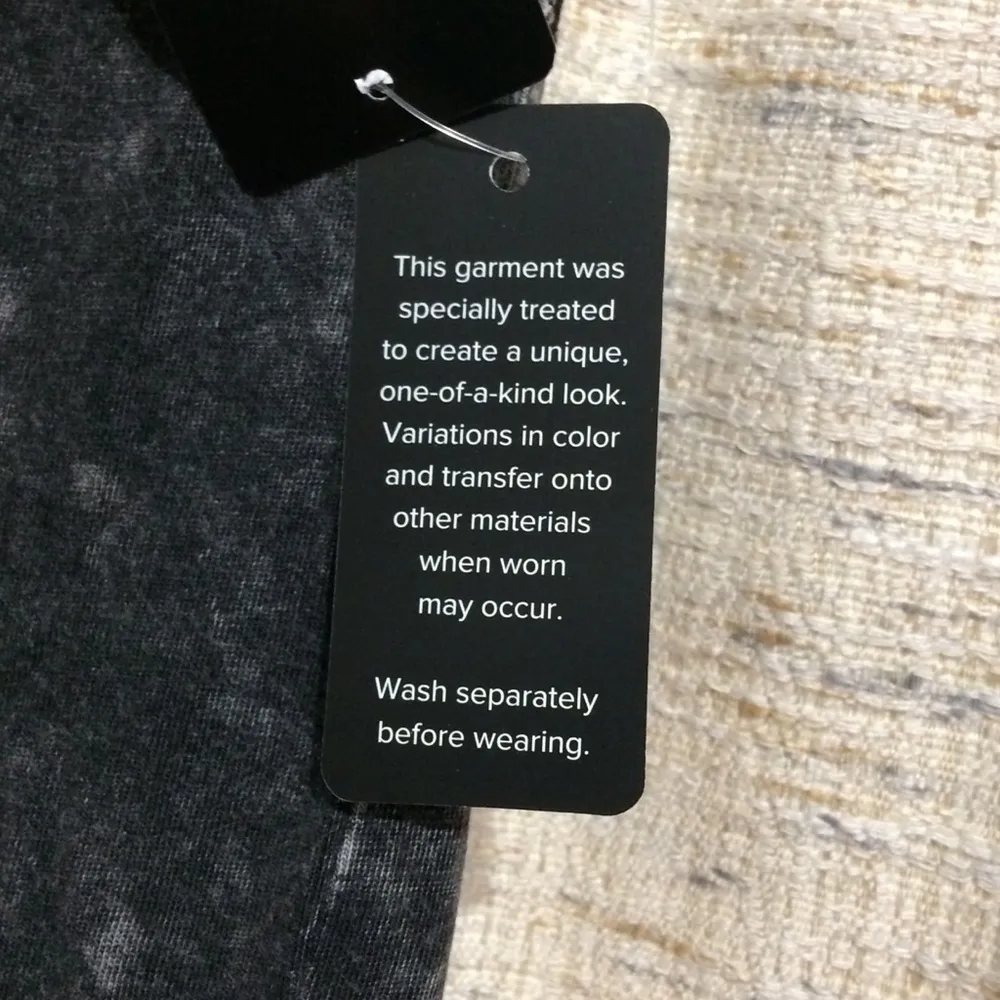 This garment was
specially treated
to create a unique,
one-of-a-kind look.
Variations in color
and transfer onto
other materials
when worn
may occur.
Wash separately
before wearing.